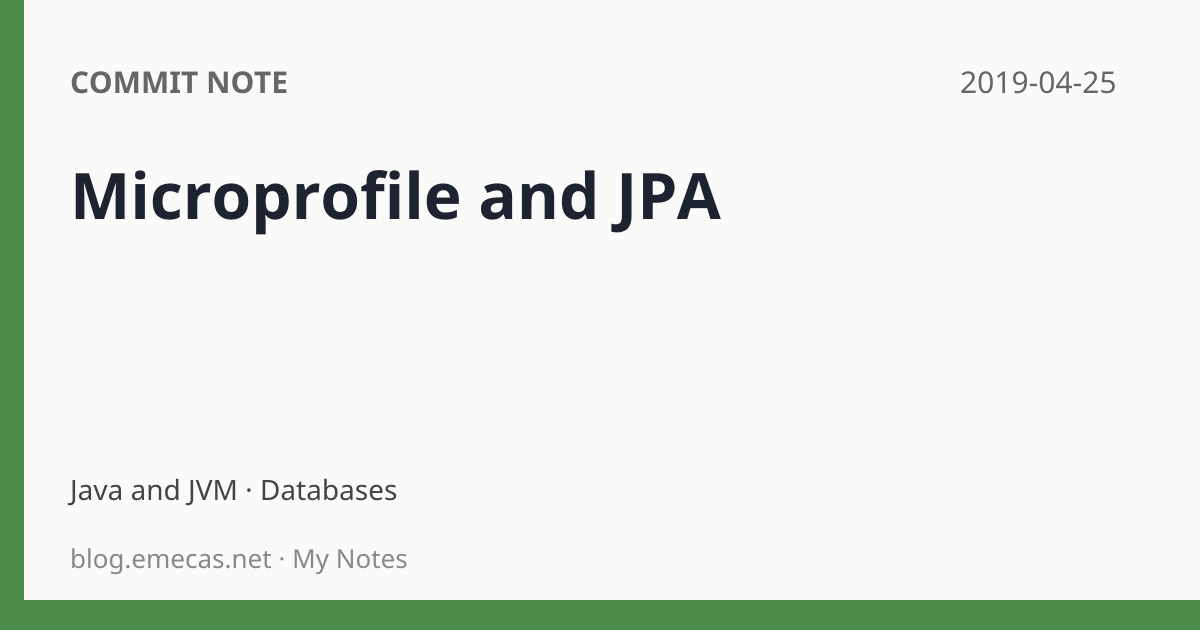 COMMIT NOTE
2019-04-25
Microprofile and JPA
Java and JVM · Databases
blog.emecas.net · My Notes